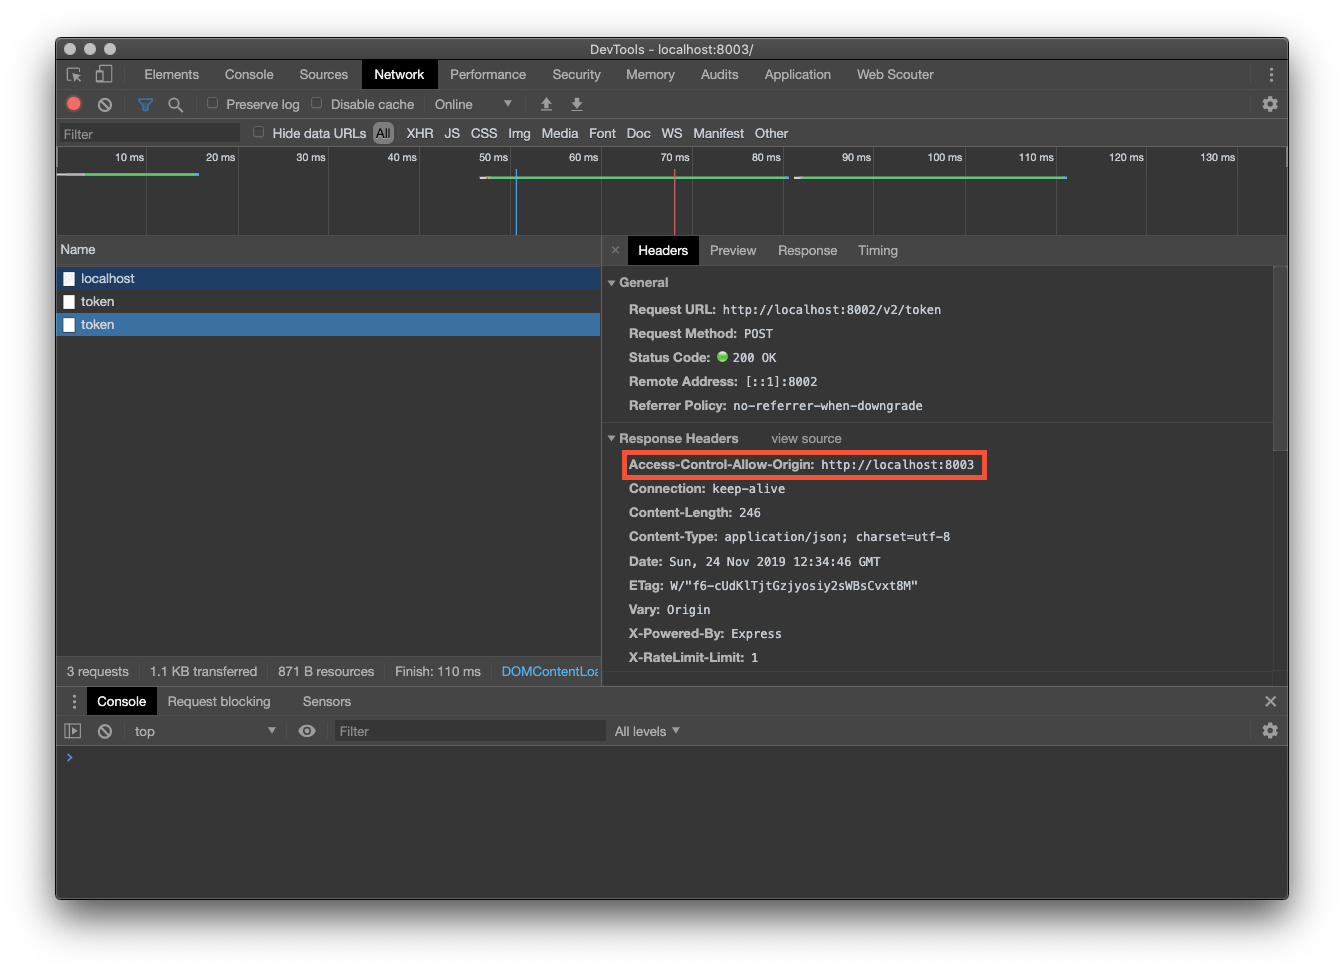 DevTools - localhost:8003/
Elements Console Sources Network Performance Security Memory Audits Application Web Scouter
Preserve log Disable cache Online
Filter Hide data URLs All XHR JS CSS Img Media Font Doc WS Manifest Other
10 ms 20 ms 30 ms 40 ms 50 ms 60 ms 70 ms 80 ms 90 ms 100 ms 110 ms 120 ms 130 ms
Name
localhost
token
token
3 requests 1.1 KB transferred 871 B resources Finish: 110 ms DOMContentLoa
Headers Preview Response Timing
General
Request URL: http://localhost:8002/v2/token
Request Method: POST
Status Code: 200 OK
Remote Address: [::1]:8002
Referrer Policy: no-referrer-when-downgrade
Response Headers view source
Access-Control-Allow-Origin: http://localhost:8003
Connection: keep-alive
Content-Length: 246
Content-Type: application/json; charset=utf-8
Date: Sun, 24 Nov 2019 12:34:46 GMT
ETag: W/"f6-cUdKlTjtGzjyosiy2sWBsCvxt8M"
Vary: Origin
X-Powered-By: Express
X-RateLimit-Limit: 1
Console Request blocking Sensors
top Filter All levels